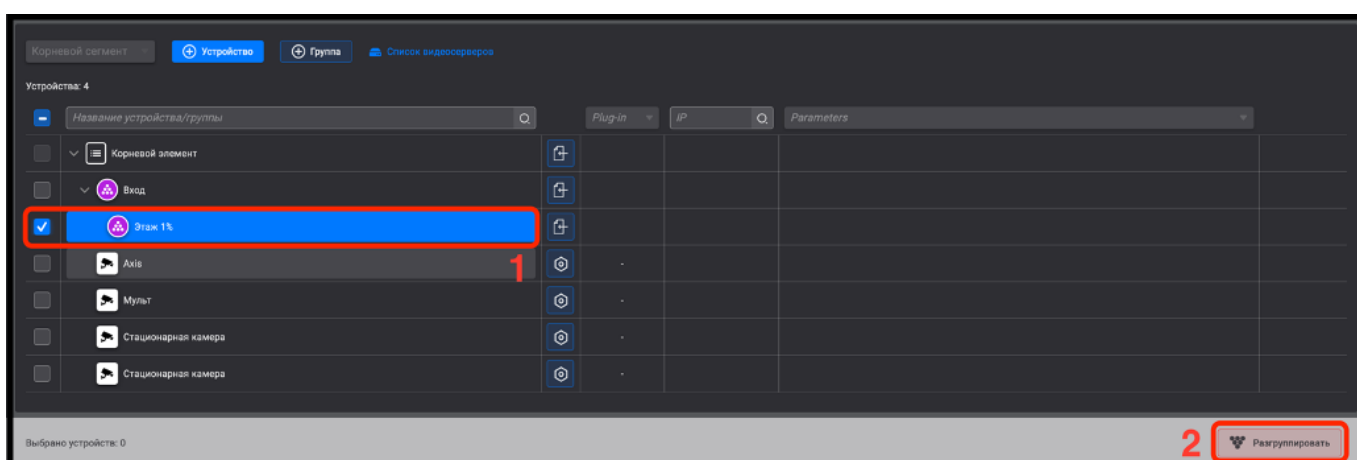 Корневой сегмент Устройство Группа Список видеосерверов
Устройства: 4
Название устройства/группы Plug-in IP Parameters
Корневой элемент
Вход
Этаж 1%
1
Axis -
Мульт -
Стационарная камера -
Стационарная камера -
Выбрано устройств: 0 2 Разгруппировать